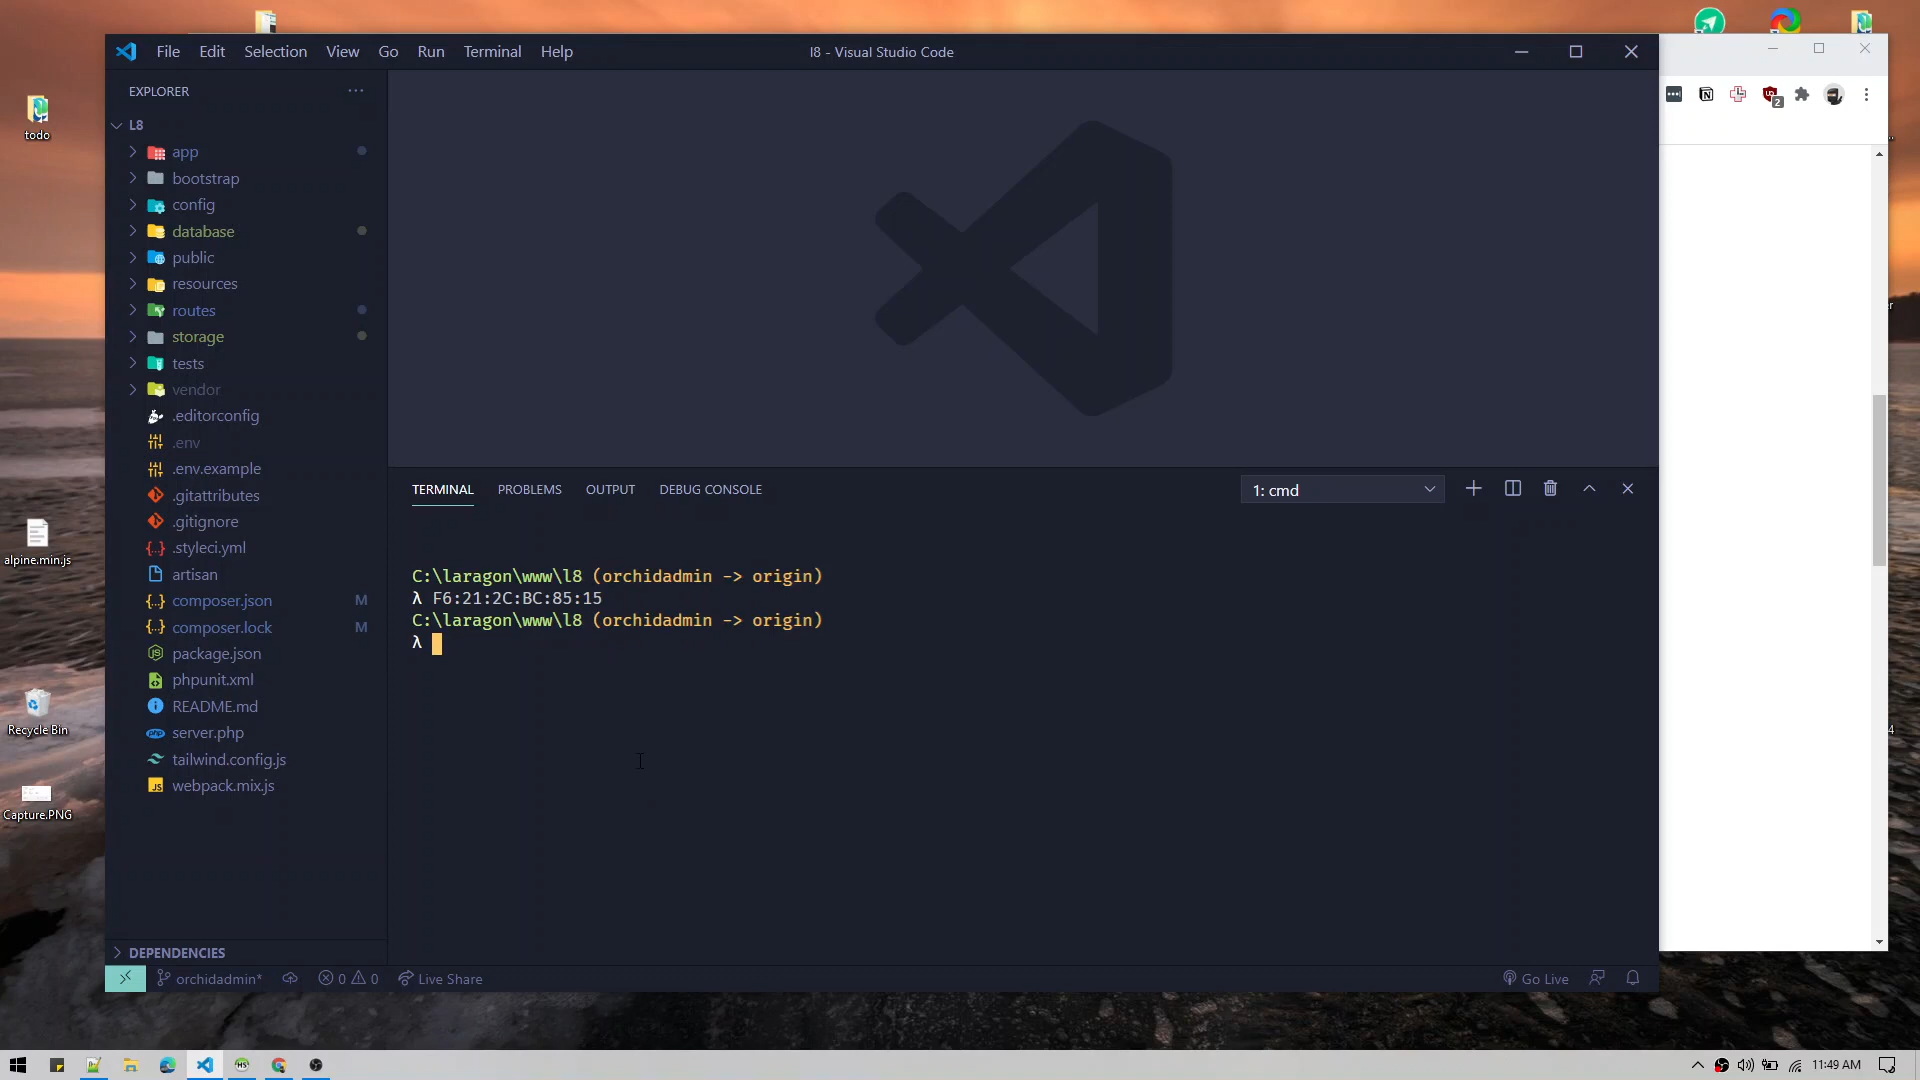 File Edit Selection View Go Run Terminal Help
l8 - Visual Studio Code
EXPLORER
L8
app
bootstrap
config
database
public
resources
routes
storage
tests
vendor
.editorconfig
.env
.env.example
.gitattributes
.gitignore
.styleci.yml
artisan
composer.json M
composer.lock M
package.json
phpunit.xml
README.md
server.php
tailwind.config.js
webpack.mix.js
DEPENDENCIES
TERMINAL PROBLEMS OUTPUT DEBUG CONSOLE
1: cmd
C:\laragon\www\l8 (orchidadmin -> origin)
λ F6:21:2C:BC:85:15
C:\laragon\www\l8 (orchidadmin -> origin)
λ
orchidadmin* 0 0 Live Share
Go Live
todo
alpine.min.js
Recycle Bin
Capture.PNG
2
11:49 AM